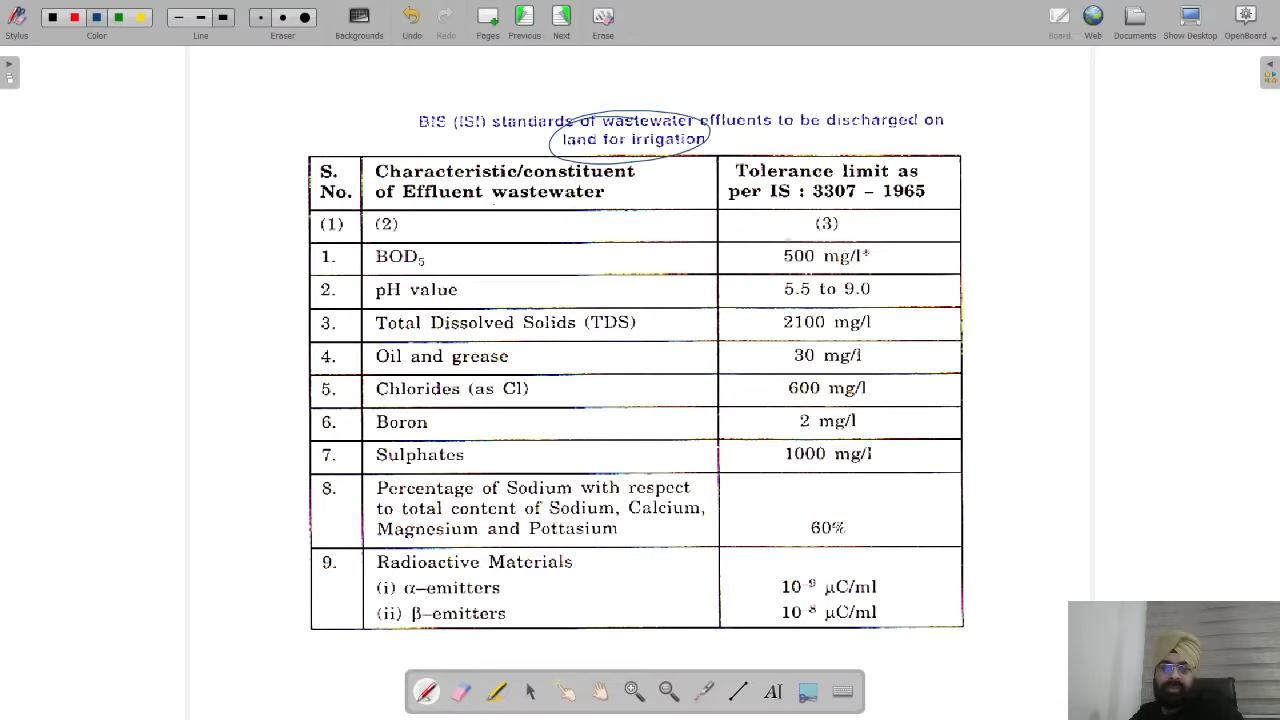 Stylus
Color
Line
Eraser
Backgrounds
Undo
Redo
Pages
Previous
Next
Erase
Board
Web
Documents
Show Desktop
OpenBoard
BIS (ISI) standards of wastewater effluents to be discharged on
land for irrigation
S. No. Characteristic/constituent of Effluent wastewater Tolerance limit as per IS : 3307 – 1965
(1) (2) (3)
1. BOD₅ 500 mg/l*
2. pH value 5.5 to 9.0
3. Total Dissolved Solids (TDS) 2100 mg/l
4. Oil and grease 30 mg/l
5. Chlorides (as Cl) 600 mg/l
6. Boron 2 mg/l
7. Sulphates 1000 mg/l
8. Percentage of Sodium with respect
to total content of Sodium, Calcium,
Magnesium and Pottasium 60%
9. Radioactive Materials
(i) α–emitters 10⁻⁹ μC/ml
(ii) β–emitters 10⁻⁸ μC/ml
AI